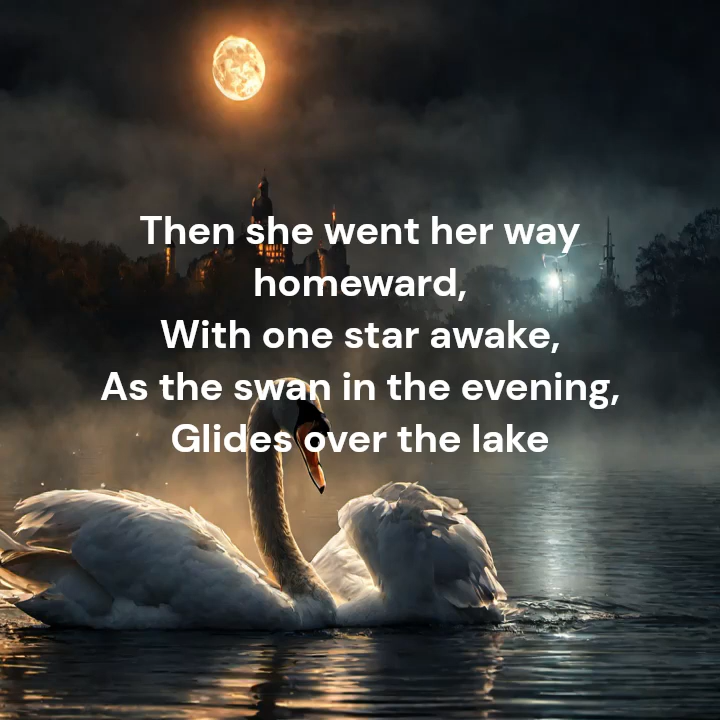 Then she went her way
homeward,
With one star awake,
As the swan in the evening,
Glides over the lake